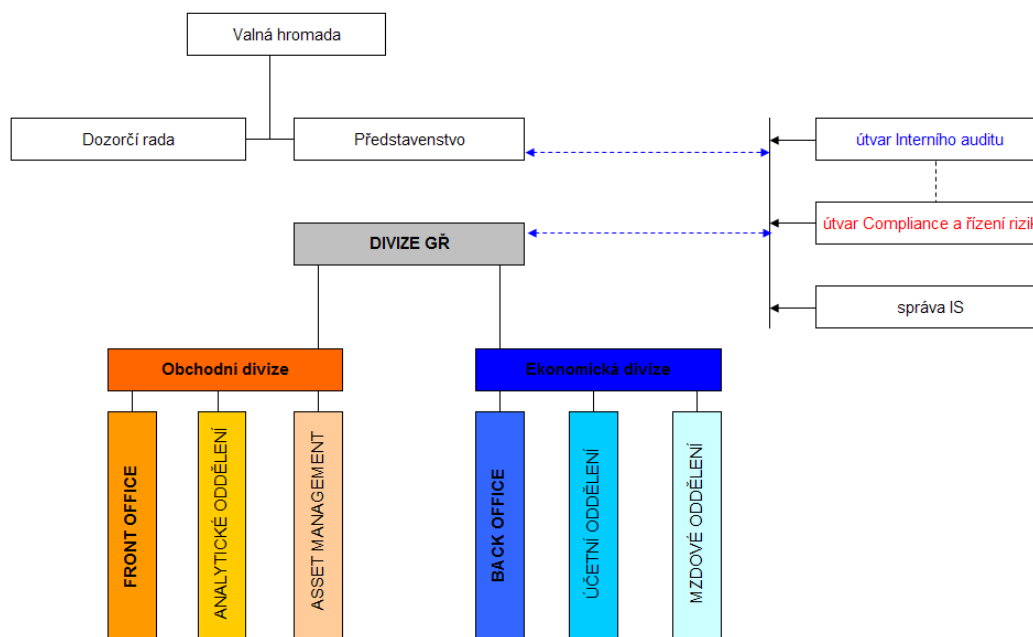 Valná hromada
Dozorčí rada
Představenstvo
útvar Interního auditu
útvar Compliance a řízení rizik
DIVIZE GŘ
správa IS
Obchodní divize
Ekonomická divize
FRONT OFFICE
ANALYTICKÉ ODDĚLENÍ
ASSET MANAGEMENT
BACK OFFICE
ÚČETNÍ ODDĚLENÍ
MZDOVÉ ODDĚLENÍ